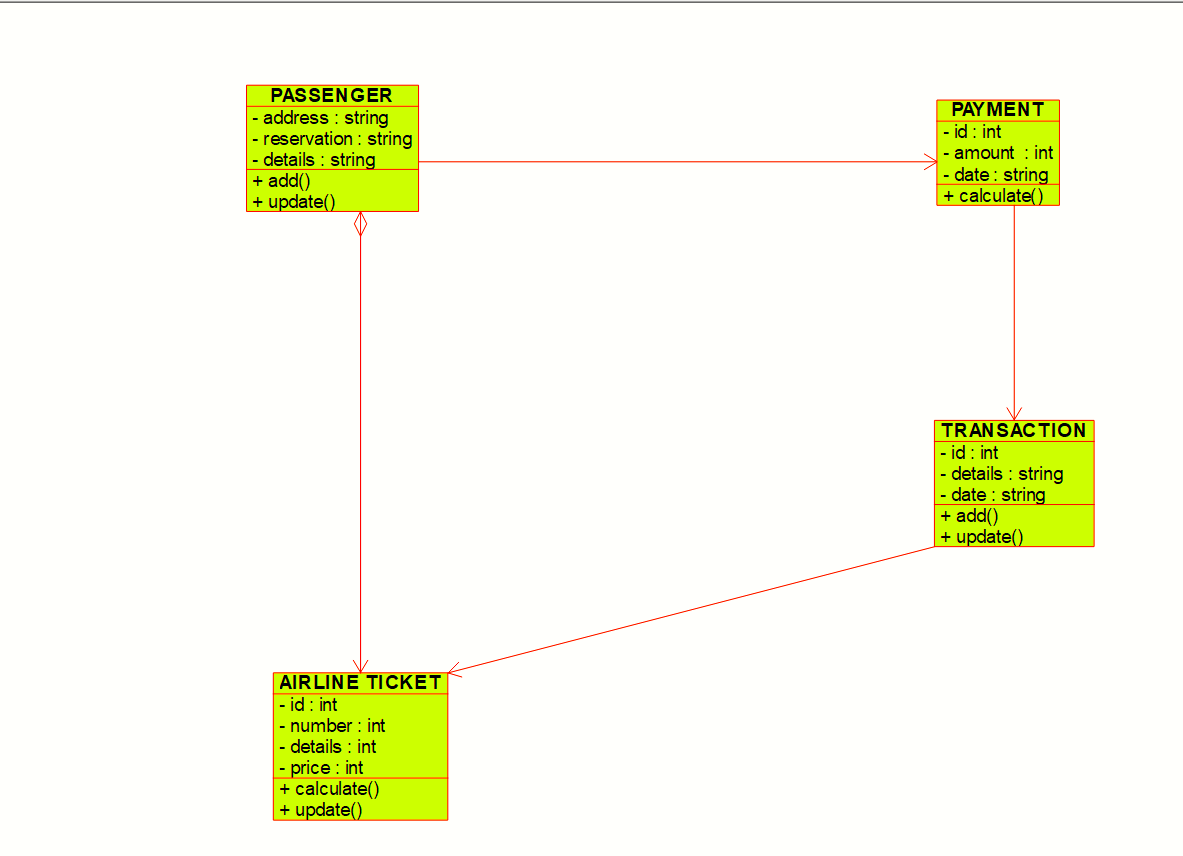 PASSENGER
- address : string
- reservation : string
- details : string
+ add()
+ update()
PAYMENT
- id : int
- amount : int
- date : string
+ calculate()
TRANSACTION
- id : int
- details : string
- date : string
+ add()
+ update()
AIRLINE TICKET
- id : int
- number : int
- details : int
- price : int
+ calculate()
+ update()